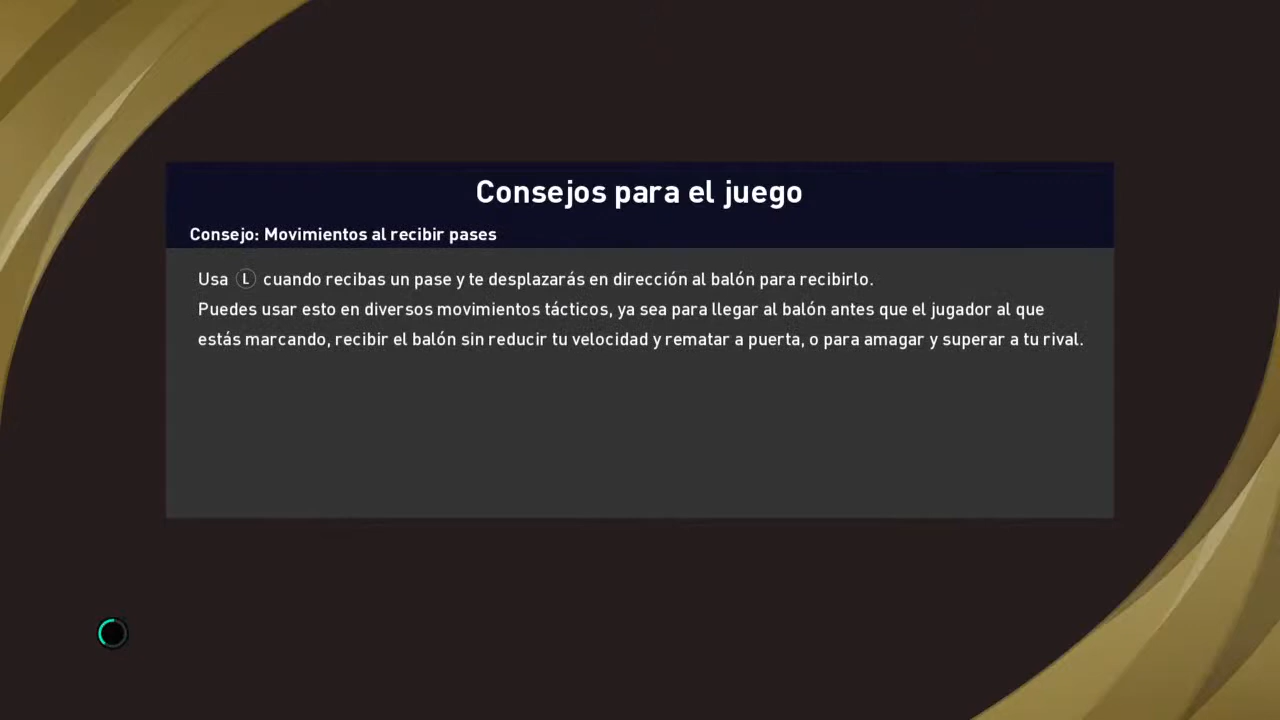 Consejos para el juego
Consejo: Movimientos al recibir pases
Usa L cuando recibas un pase y te desplazarás en dirección al balón para recibirlo.
Puedes usar esto en diversos movimientos tácticos, ya sea para llegar al balón antes que el jugador al que
estás marcando, recibir el balón sin reducir tu velocidad y rematar a puerta, o para amagar y superar a tu rival.